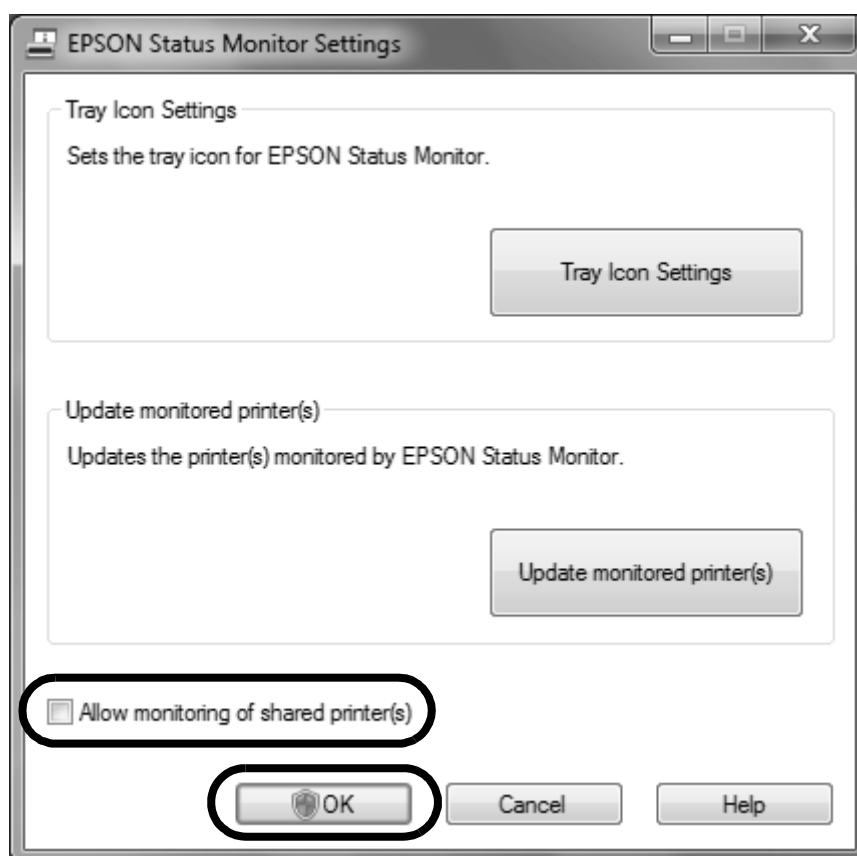 EPSON Status Monitor Settings
Tray Icon Settings
Sets the tray icon for EPSON Status Monitor.
Tray Icon Settings
Update monitored printer(s)
Updates the printer(s) monitored by EPSON Status Monitor.
Update monitored printer(s)
Allow monitoring of shared printer(s)
OK
Cancel
Help